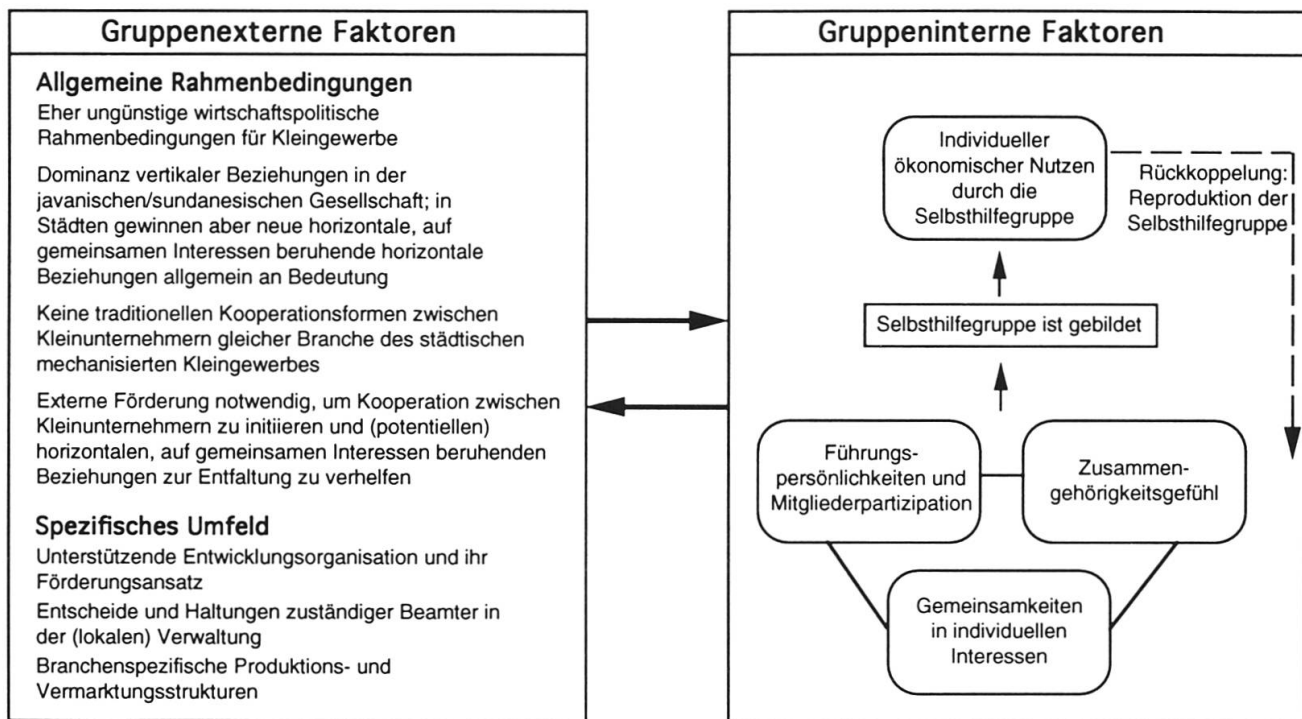 Gruppenexterne Faktoren
Allgemeine Rahmenbedingungen
Eher ungünstige wirtschaftspolitische
Rahmenbedingungen für Kleingewerbe
Dominanz vertikaler Beziehungen in der
javanischen/sundanesischen Gesellschaft; in
Städten gewinnen aber neue horizontale, auf
gemeinsamen Interessen beruhende horizontale
Beziehungen allgemein an Bedeutung
Keine traditionellen Kooperationsformen zwischen
Kleinunternehmern gleicher Branche des städtischen
mechanisierten Kleingewerbes
Externe Förderung notwendig, um Kooperation zwischen
Kleinunternehmern zu initiieren und (potentiellen)
horizontalen, auf gemeinsamen Interessen beruhenden
Beziehungen zur Entfaltung zu verhelfen
Spezifisches Umfeld
Unterstützende Entwicklungsorganisation und ihr
Förderungsansatz
Entscheide und Haltungen zuständiger Beamter in
der (lokalen) Verwaltung
Branchenspezifische Produktions- und
Vermarktungsstrukturen
Gruppeninterne Faktoren
Individueller
ökonomischer Nutzen
durch die
Selbsthilfegruppe
Rückkoppelung:
Reproduktion der
Selbsthilfegruppe
Selbsthilfegruppe ist gebildet
Führungs-
persönlichkeiten und
Mitgliederpartizipation
Zusammen-
gehörigkeitsgefühl
Gemeinsamkeiten
in individuellen
Interessen